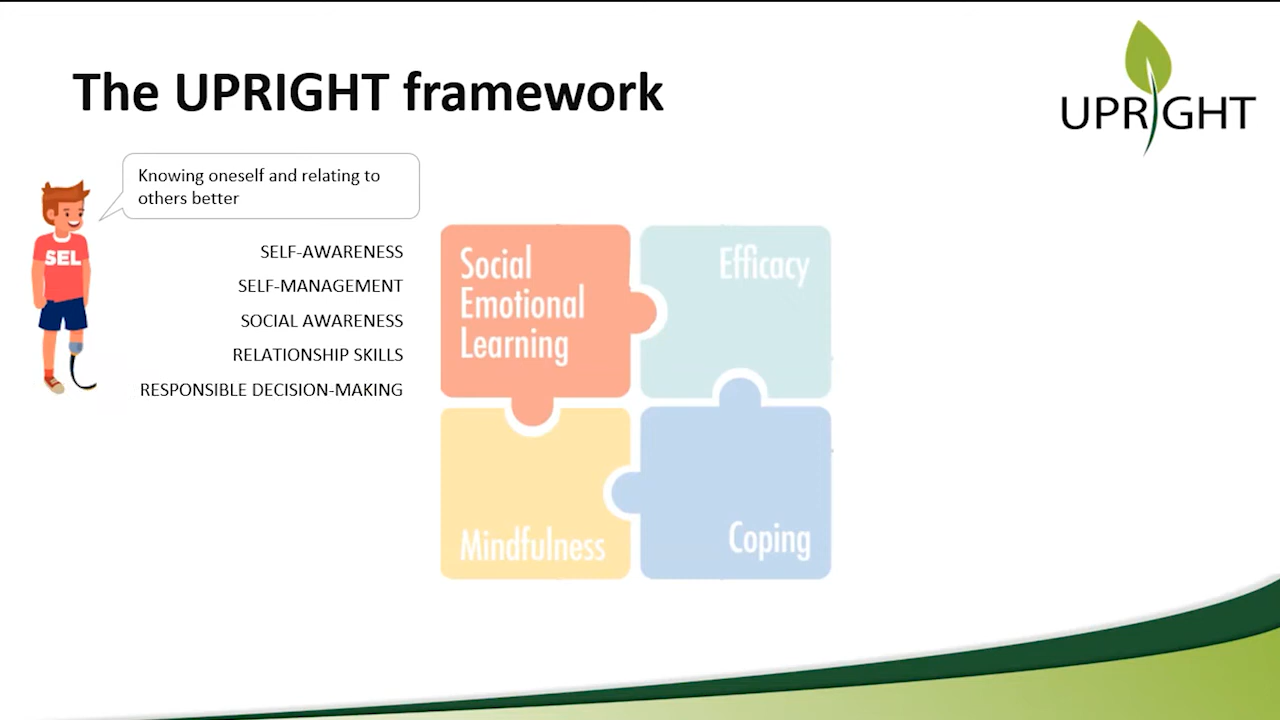 The UPRIGHT framework
UPRIGHT
Knowing oneself and relating to
others better
SEL
SELF-AWARENESS
SELF-MANAGEMENT
SOCIAL AWARENESS
RELATIONSHIP SKILLS
RESPONSIBLE DECISION-MAKING
Social
Emotional
Learning
Efficacy
Mindfulness
Coping